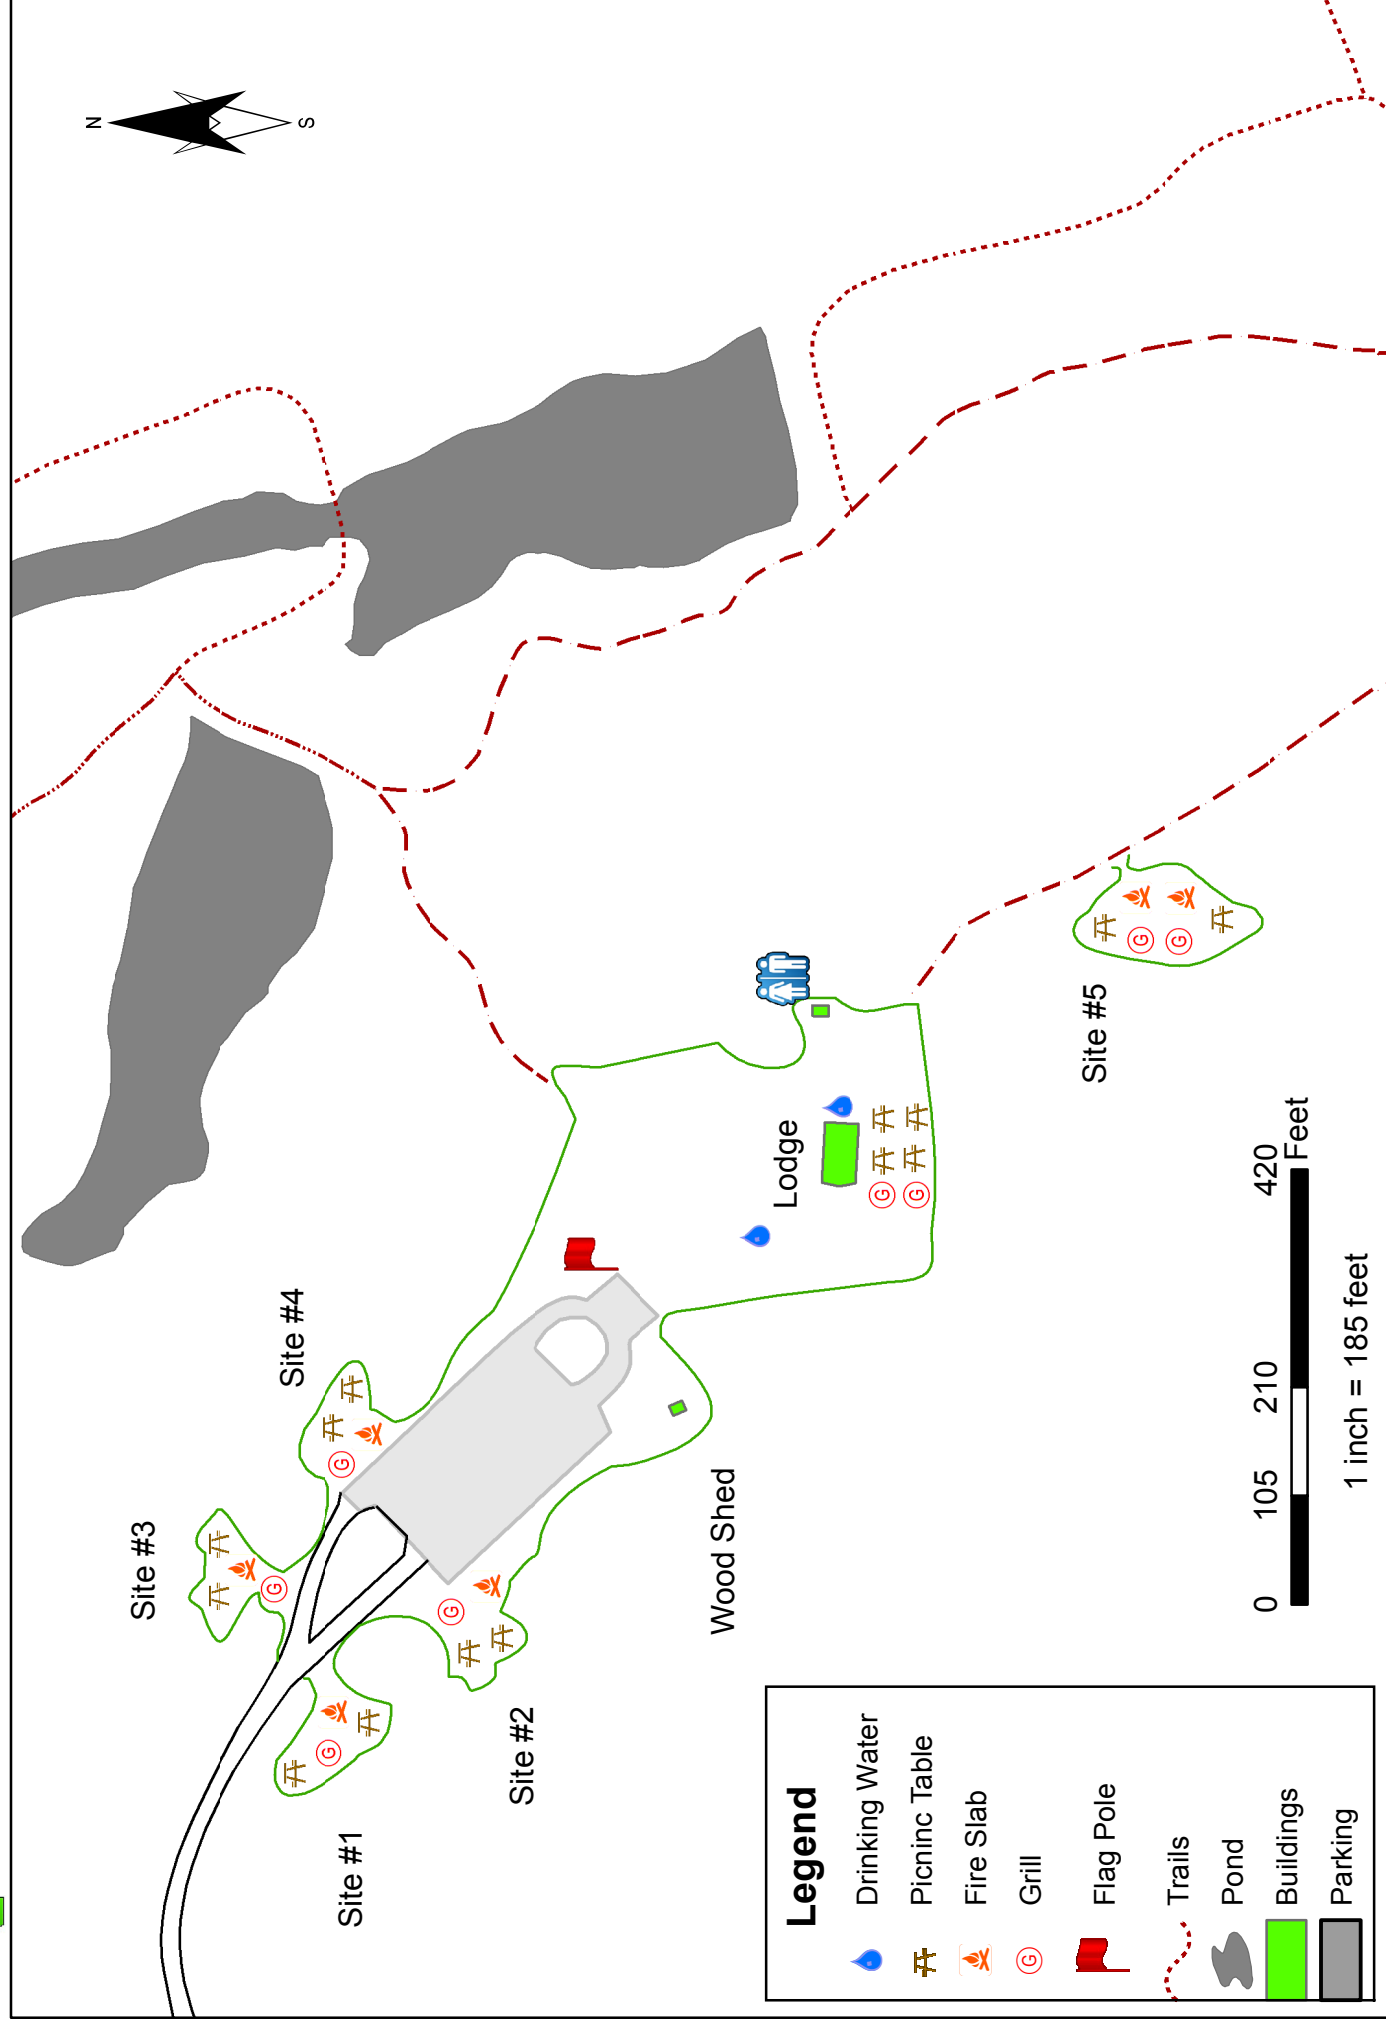 N
S
Site #3
Site #4
Site #1
Site #2
G
G
G
G
Lodge
G
G
Wood Shed
Site #5
G
G
Legend
Drinking Water
Picninc Table
Fire Slab
G Grill
Flag Pole
Trails
Pond
Buildings
Parking
0 105 210 420
Feet
1 inch = 185 feet